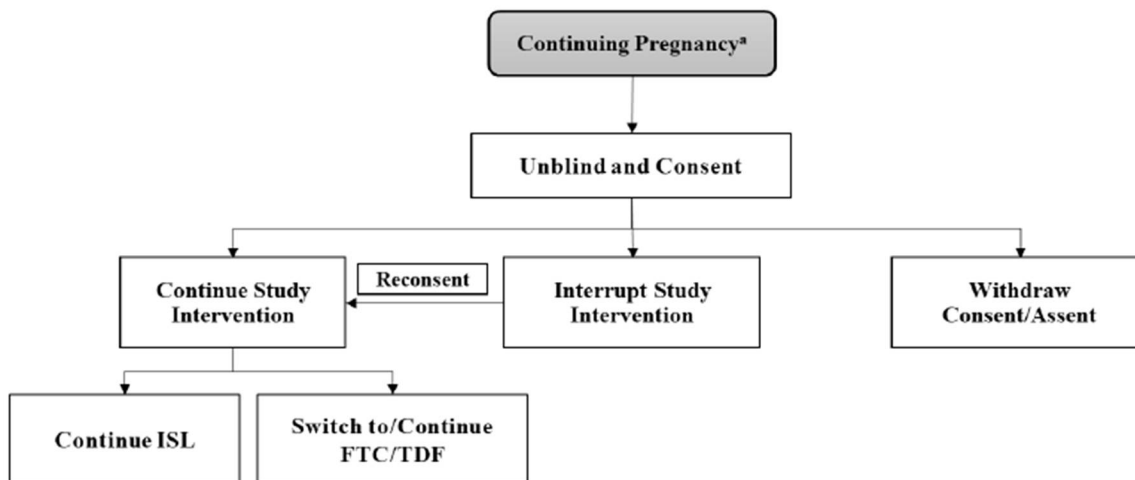 Continuing Pregnancyᵃ
Unblind and Consent
Continue Study
Intervention
Reconsent
Interrupt Study
Intervention
Withdraw
Consent/Assent
Continue ISL
Switch to/Continue
FTC/TDF